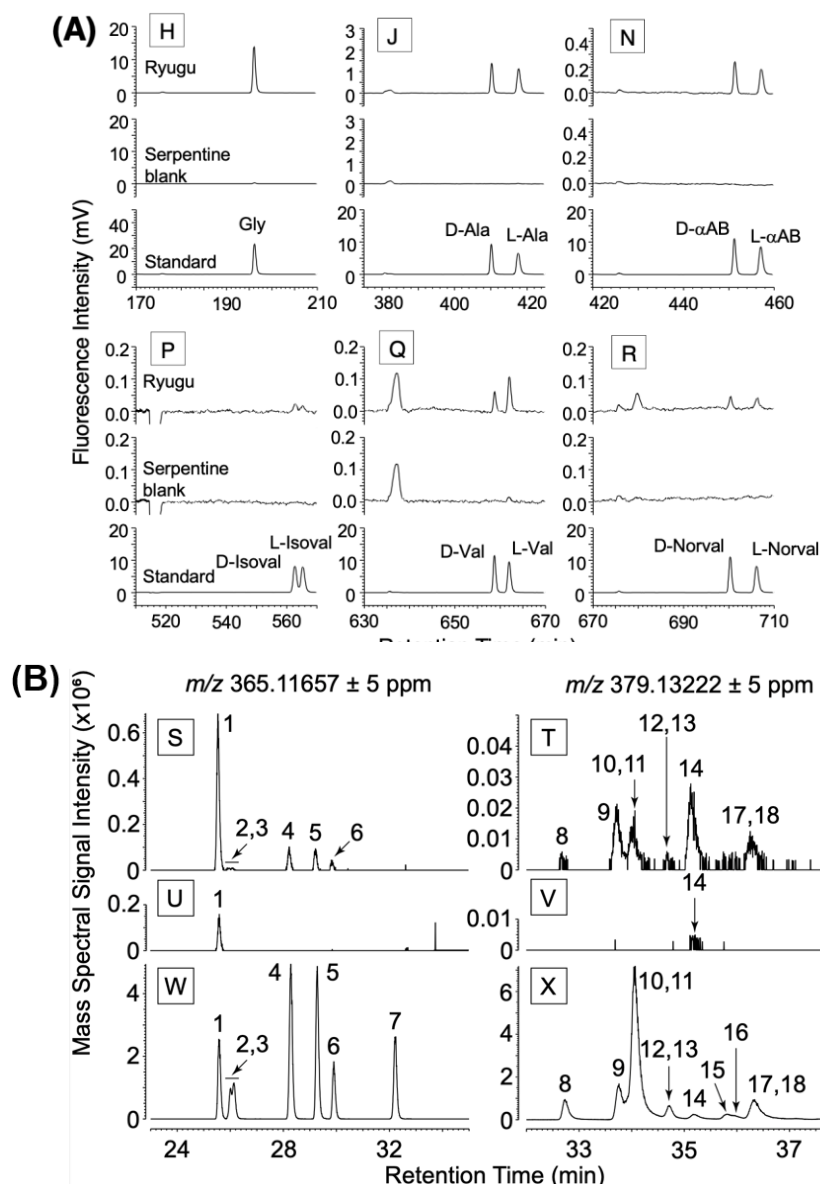 (A)
Fluorescence Intensity (mV)
H
Ryugu
20
10
0
Serpentine
blank
20
10
0
Standard
Gly
40
20
0
170 190 210
J
3
2
1
0
3
2
1
0
D-Ala
L-Ala
20
10
0
380 400 420
N
0.4
0.2
0.0
0.4
0.2
0.0
D-αAB
L-αAB
20
10
0
420 440 460
P
Ryugu
0.2
0.1
0.0
Serpentine
blank
0.2
0.1
0.0
L-Isoval
D-Isoval
Standard
20
10
0
520 540 560
Q
0.2
0.1
0.0
0.2
0.1
0.0
D-Val
L-Val
20
10
0
630 650 670
R
0.2
0.1
0.0
0.2
0.1
0.0
D-Norval
L-Norval
20
10
0
670 690 710
Retention Time (min)
(B)
Mass Spectral Signal Intensity (x10⁶)
m/z 365.11657 ± 5 ppm
m/z 379.13222 ± 5 ppm
S
0.6
0.4
0.2
0
1
2,3
4
5
6
T
0.04
0.03
0.02
0.01
0
8
9
10,11
12,13
14
17,18
U
0.2
0
1
V
0.01
0
14
W
4
2
0
1
2,3
4
5
6
7
24 28 32
X
6
4
2
0
8
9
10,11
12,13
14
15
16
17,18
33 35 37
Retention Time (min)